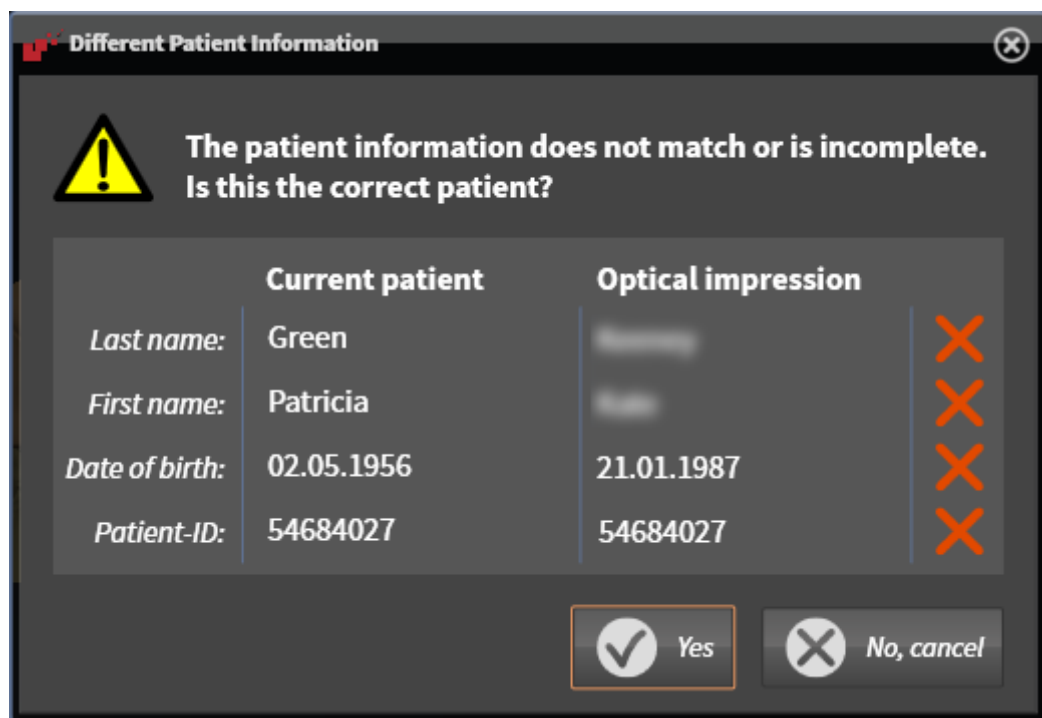 Different Patient Information
The patient information does not match or is incomplete.
Is this the correct patient?
Current patient Optical impression
Last name: Green
First name: Patricia
Date of birth: 02.05.1956 21.01.1987
Patient-ID: 54684027 54684027
Yes No, cancel